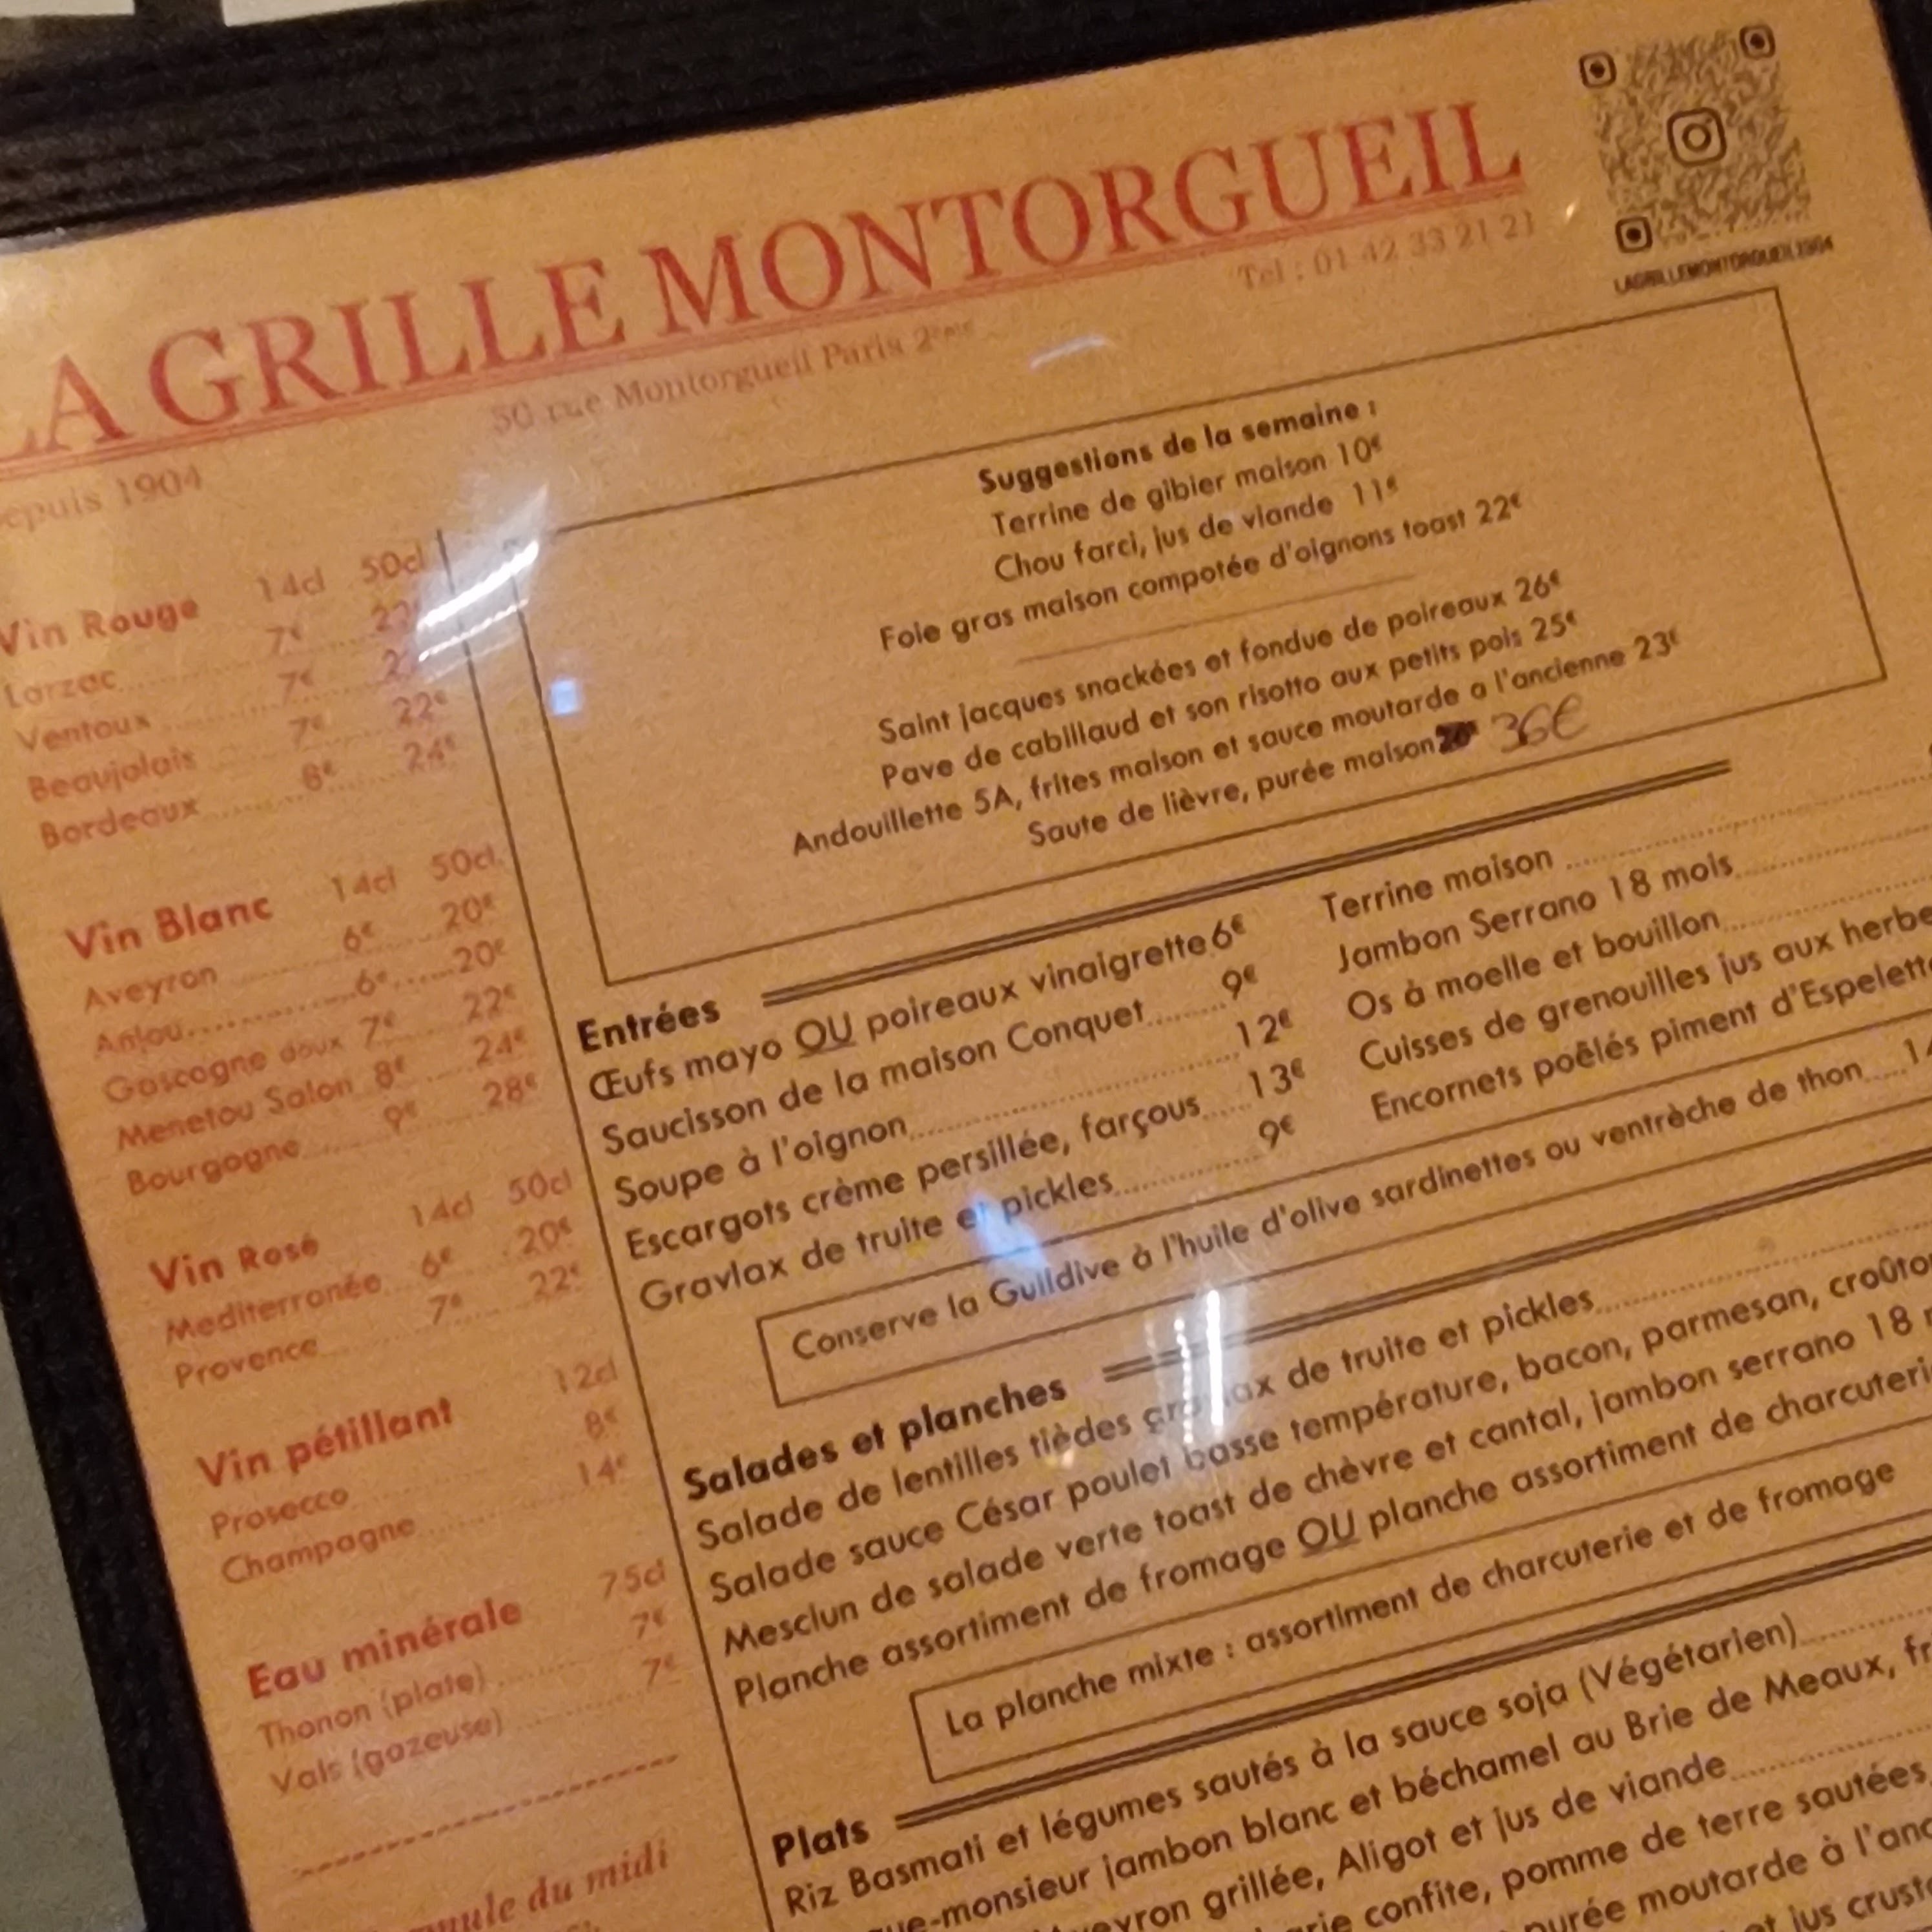 LA GRILLE MONTORGUEIL
LAGRILLEMONTORGUEIL1904
50 rue Montorgueil Paris 2ème
Tel : 01 42 33 21 21
epuis 1904
Vin Rouge 14cl 50cl
Larzac 7€ 22€
Ventoux 7€
Beaujolais 7€ 22€
Bordeaux 8€ 24€
Vin Blanc 14cl 50cl
Aveyron 6€ 20€
Anjou 6€ 20€
Gascogne doux 7€ 22€
Menetou Salon 8€ 24€
Bourgogne 9€ 28€
Vin Rosé 14cl 50cl
Mediterranée 6€ 20€
Provence 7€ 22€
Vin pétillant 12cl
Prosecco 8€
Champagne 14€
Eau minérale 75cl
Thonon (plate) 7€
Vals (gazeuse) 7€
mule du midi
Suggestions de la semaine :
Terrine de gibier maison 10€
Chou farci, jus de viande 11€
Foie gras maison compotée d'oignons toast 22€
Saint jacques snackées et fondue de poireaux 26€
Pave de cabillaud et son risotto aux petits pois 25€
Andouillette 5A, frites maison et sauce moutarde a l'ancienne 23€
Saute de lièvre, purée maison 36€
Entrées
Œufs mayo OU poireaux vinaigrette 6€
Saucisson de la maison Conquet 9€
Soupe à l'oignon 12€
Escargots crème persillée, farçous 13€
Gravlax de truite et pickles 9€
Terrine maison
Jambon Serrano 18 mois
Os à moelle et bouillon
Cuisses de grenouilles jus aux herbe
Encornets poêlés piment d'Espelette
Conserve la Guildive à l'huile d'olive sardinettes ou ventrèche de thon 14
Salades et planches
Salade de lentilles tièdes gravlax de truite et pickles
Salade sauce César poulet basse température, bacon, parmesan, croûto
Mesclun de salade verte toast de chèvre et cantal, jambon serrano 18
Planche assortiment de fromage OU planche assortiment de charcuteri
La planche mixte : assortiment de charcuterie et de fromage
Plats
Riz Basmati et légumes sautés à la sauce soja (Végétarien)
ue-monsieur jambon blanc et béchamel au Brie de Meaux, fr
veyron grillée, Aligot et jus de viande
confite, pomme de terre sautées
purée moutarde à l'anc
et jus crust